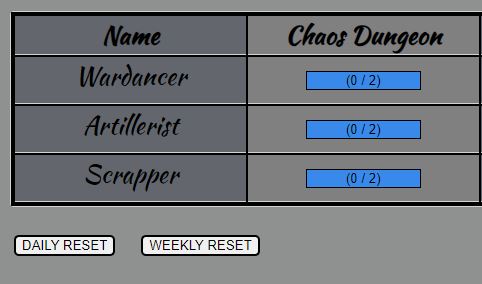 Name Chaos Dungeon
Wardancer (0 / 2)
Artillerist (0 / 2)
Scrapper (0 / 2)
DAILY RESET WEEKLY RESET